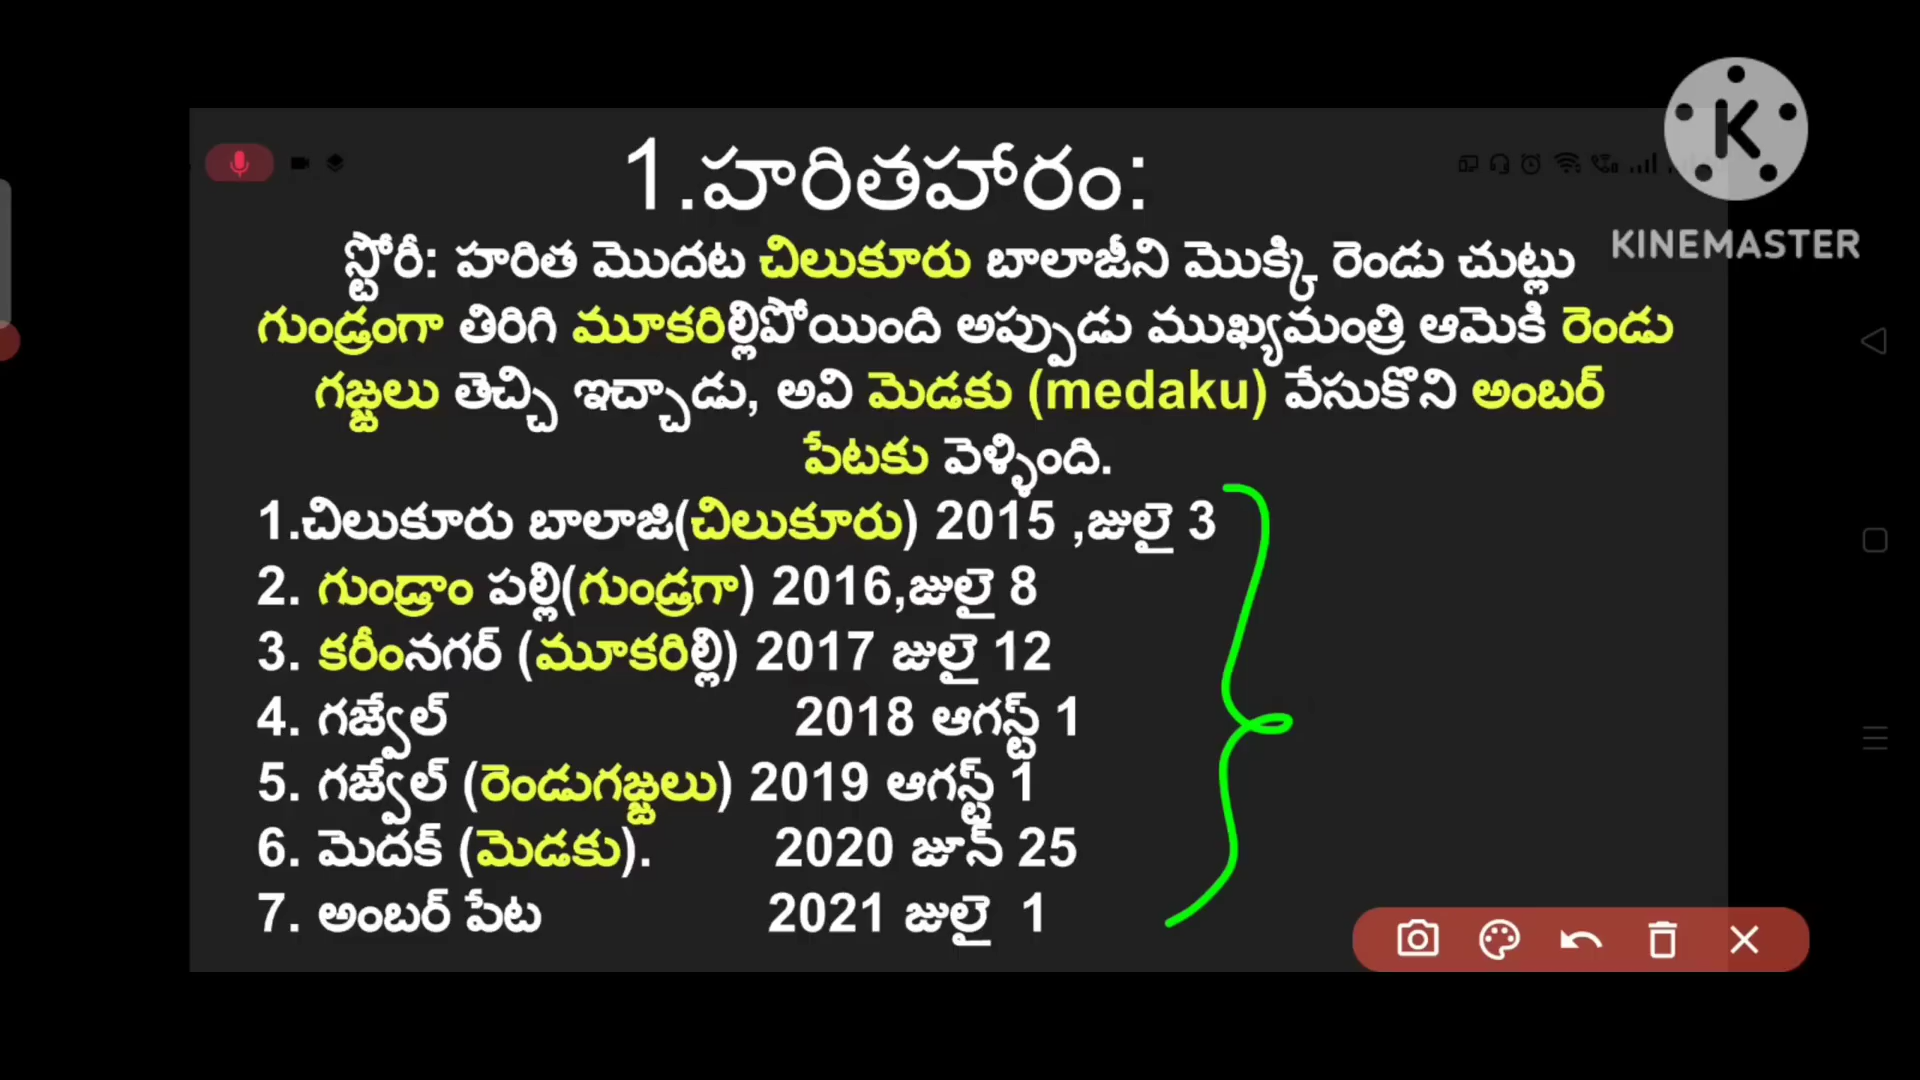 1.హరితహారం:
KINEMASTER
స్టోరీ: హరిత మొదట చిలుకూరు బాలాజీని మొక్కి రెండు చుట్లు
గుండ్రంగా తిరిగి మూకరిల్లిపోయింది అప్పుడు ముఖ్యమంత్రి ఆమెకి రెండు
గజ్జలు తెచ్చి ఇచ్చాడు, అవి మెడకు (medaku) వేసుకొని అంబర్
పేటకు వెళ్ళింది.
1.చిలుకూరు బాలాజి(చిలుకూరు) 2015 ,జులై 3
2. గుండ్రాం పల్లి(గుండ్రగా) 2016,జులై 8
3. కరీంనగర్ (మూకరిల్లి) 2017 జులై 12
4. గజ్వేల్ 2018 ఆగస్ట్ 1
5. గజ్వేల్ (రెండుగజ్జలు) 2019 ఆగస్ట్ 1
6. మెదక్ (మెడకు). 2020 జూన్ 25
7. అంబర్ పేట 2021 జులై 1